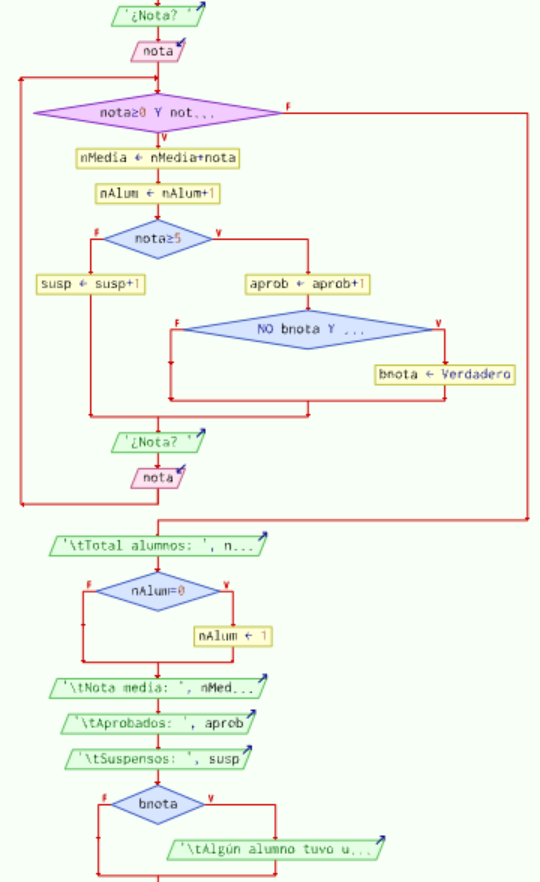 '¿Nota? '
nota
nota≥0 Y not...
F
V
nMedia ← nMedia+nota
nAlum ← nAlum+1
nota≥5
F
V
susp ← susp+1
aprob ← aprob+1
NO bnota Y ...
F
V
bnota ← Verdadero
'¿Nota? '
nota
'\tTotal alumnos: ', n...
nAlum=0
F
V
nAlum ← 1
'\tNota media: ', nMed...
'\tAprobados: ', aprob
'\tSuspensos: ', susp
bnota
F
V
'\tAlgún alumno tuvo u...